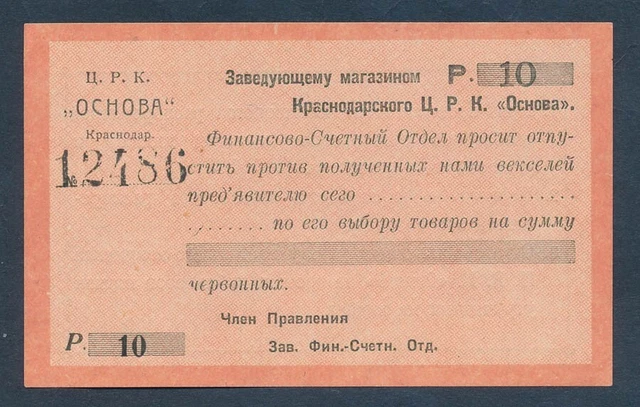 Ц. Р. К.
„ОСНОВА“
Краснодар.
12486
Р. 10
Заведующему магазином Р. 10
Краснодарского Ц. Р. К. «Основа».
Финансово-Счетный Отдел просит отпу-
стить против полученных нами векселей
пред’явителю сего . . . . . . . . . . . . . . . . . . . .
. . . . . . . . по его выбору товаров на сумму
червонных.
Член Правления
Зав. Фин.-Счетн. Отд.